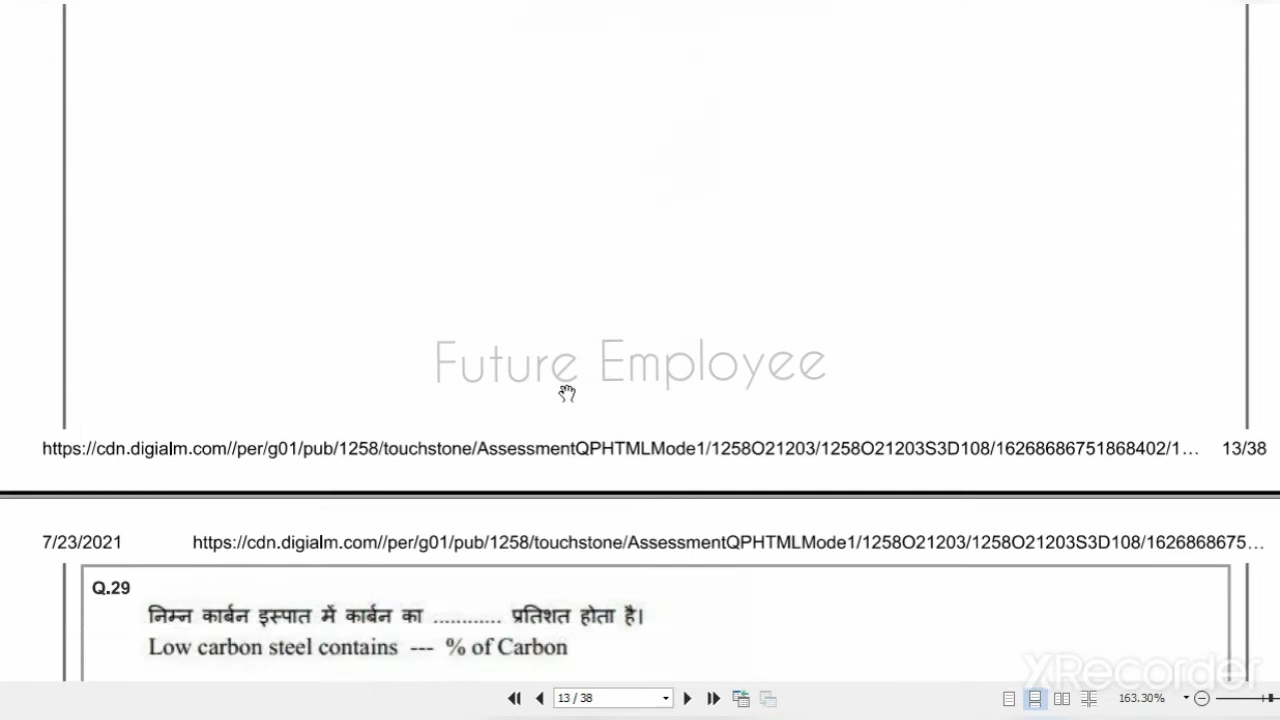 Future Employee
https://cdn.digialm.com//per/g01/pub/1258/touchstone/AssessmentQPHTMLMode1/1258O21203/1258O21203S3D108/16268686751868402/1... 13/38
7/23/2021 https://cdn.digialm.com//per/g01/pub/1258/touchstone/AssessmentQPHTMLMode1/1258O21203/1258O21203S3D108/1626868675...
Q.29
निम्न कार्बन इस्पात में कार्बन का ............ प्रतिशत होता है।
Low carbon steel contains --- % of Carbon
XRecorder
13 / 38 163.30%